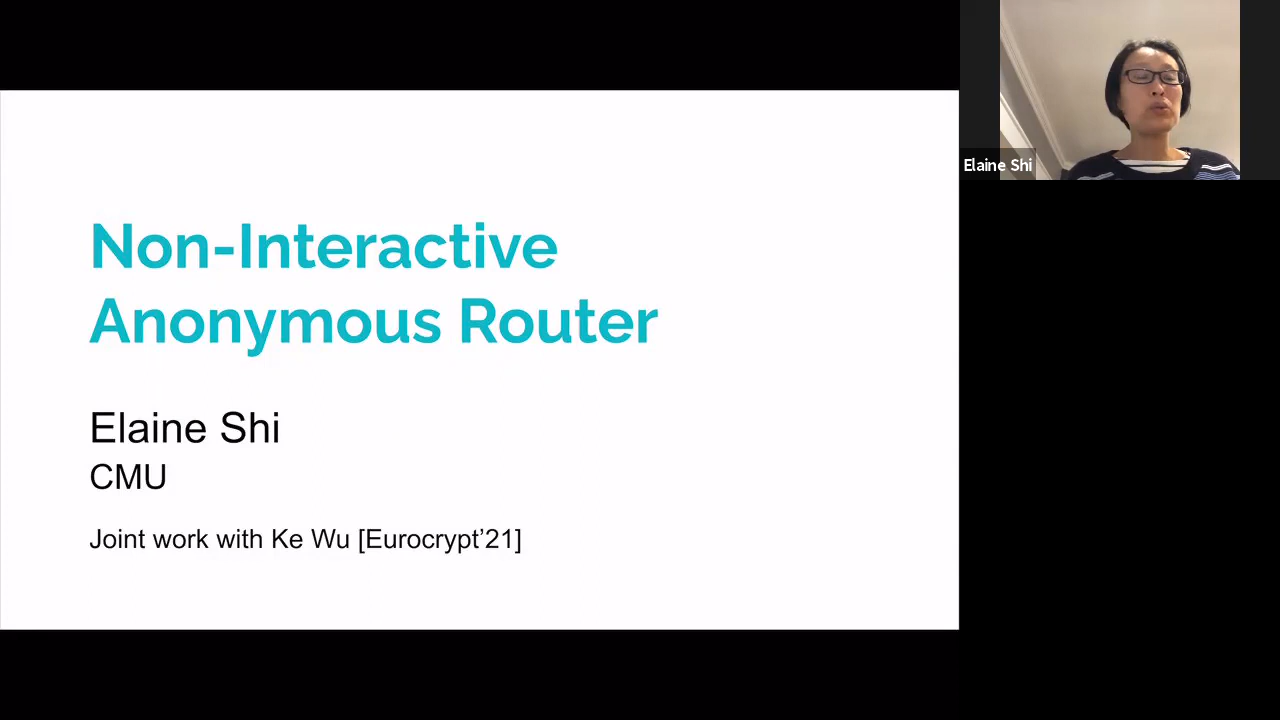 Non-Interactive
Anonymous Router
Elaine Shi
CMU
Joint work with Ke Wu [Eurocrypt’21]
Elaine Shi